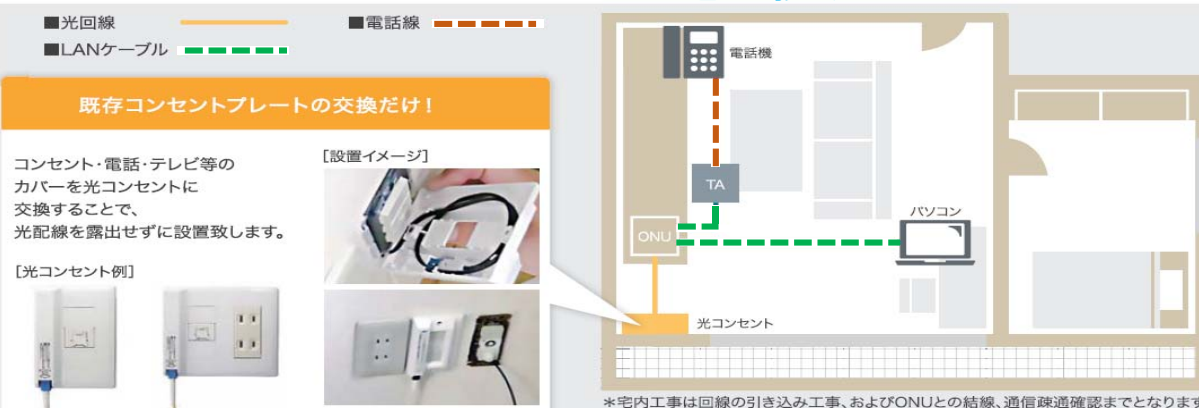 ■光回線
■電話線
■LANケーブル
既存コンセントプレートの交換だけ！
コンセント・電話・テレビ等の
カバーを光コンセントに
交換することで、
光配線を露出せずに設置致します。
［設置イメージ］
［光コンセント例］
電話機
TA
パソコン
ONU
光コンセント
＊宅内工事は回線の引き込み工事、およびONUとの結線、通信疎通確認までとなります